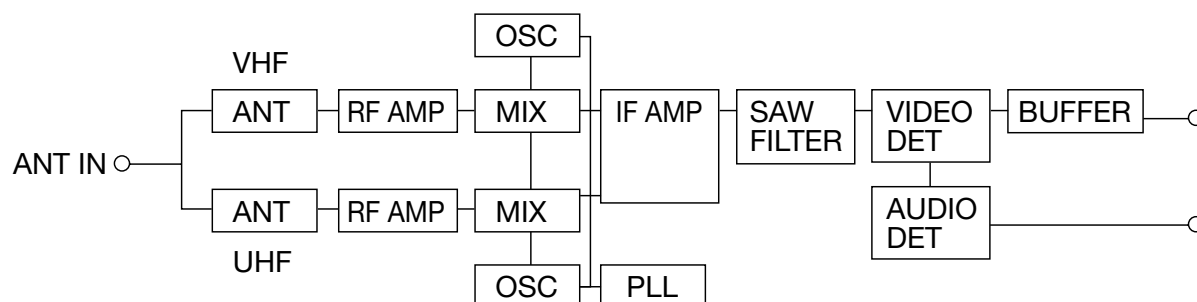 OSC
VHF
ANT
RF AMP
MIX
IF AMP
SAW
FILTER
VIDEO
DET
BUFFER
ANT IN
ANT
RF AMP
MIX
AUDIO
DET
UHF
OSC
PLL